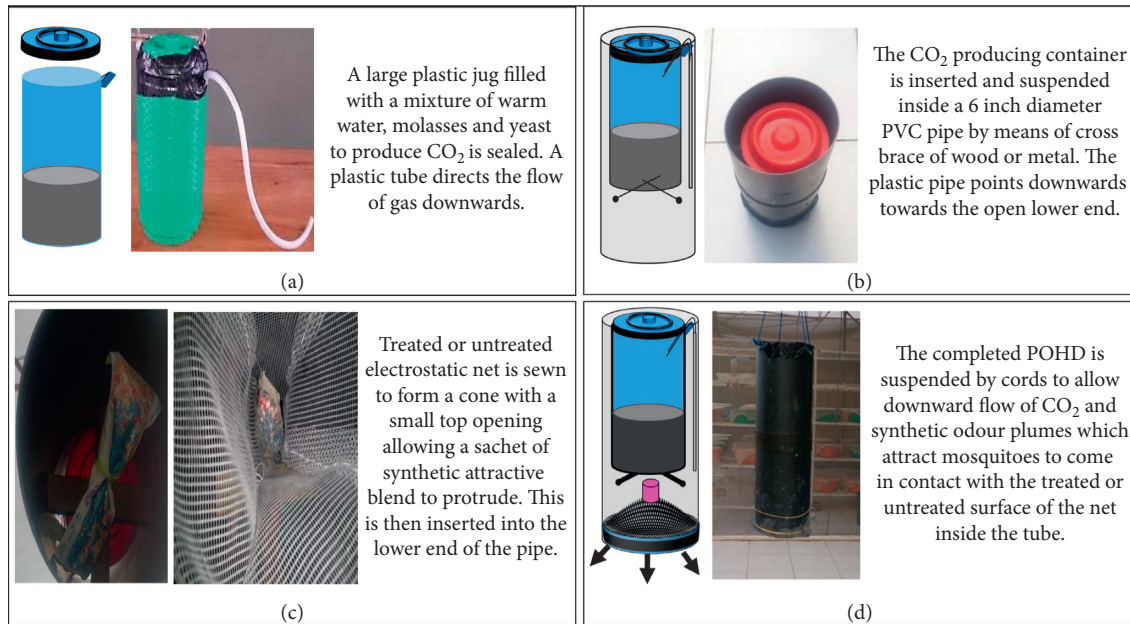 A large plastic jug filled
with a mixture of warm
water, molasses and yeast
to produce CO₂ is sealed. A
plastic tube directs the flow
of gas downwards.
(a)
The CO₂ producing container
is inserted and suspended
inside a 6 inch diameter
PVC pipe by means of cross
brace of wood or metal. The
plastic pipe points downwards
towards the open lower end.
(b)
Treated or untreated
electrostatic net is sewn
to form a cone with a
small top opening
allowing a sachet of
synthetic attractive
blend to protrude. This
is then inserted into the
lower end of the pipe.
(c)
The completed POHD is
suspended by cords to allow
downward flow of CO₂ and
synthetic odour plumes which
attract mosquitoes to come
in contact with the treated or
untreated surface of the net
inside the tube.
(d)